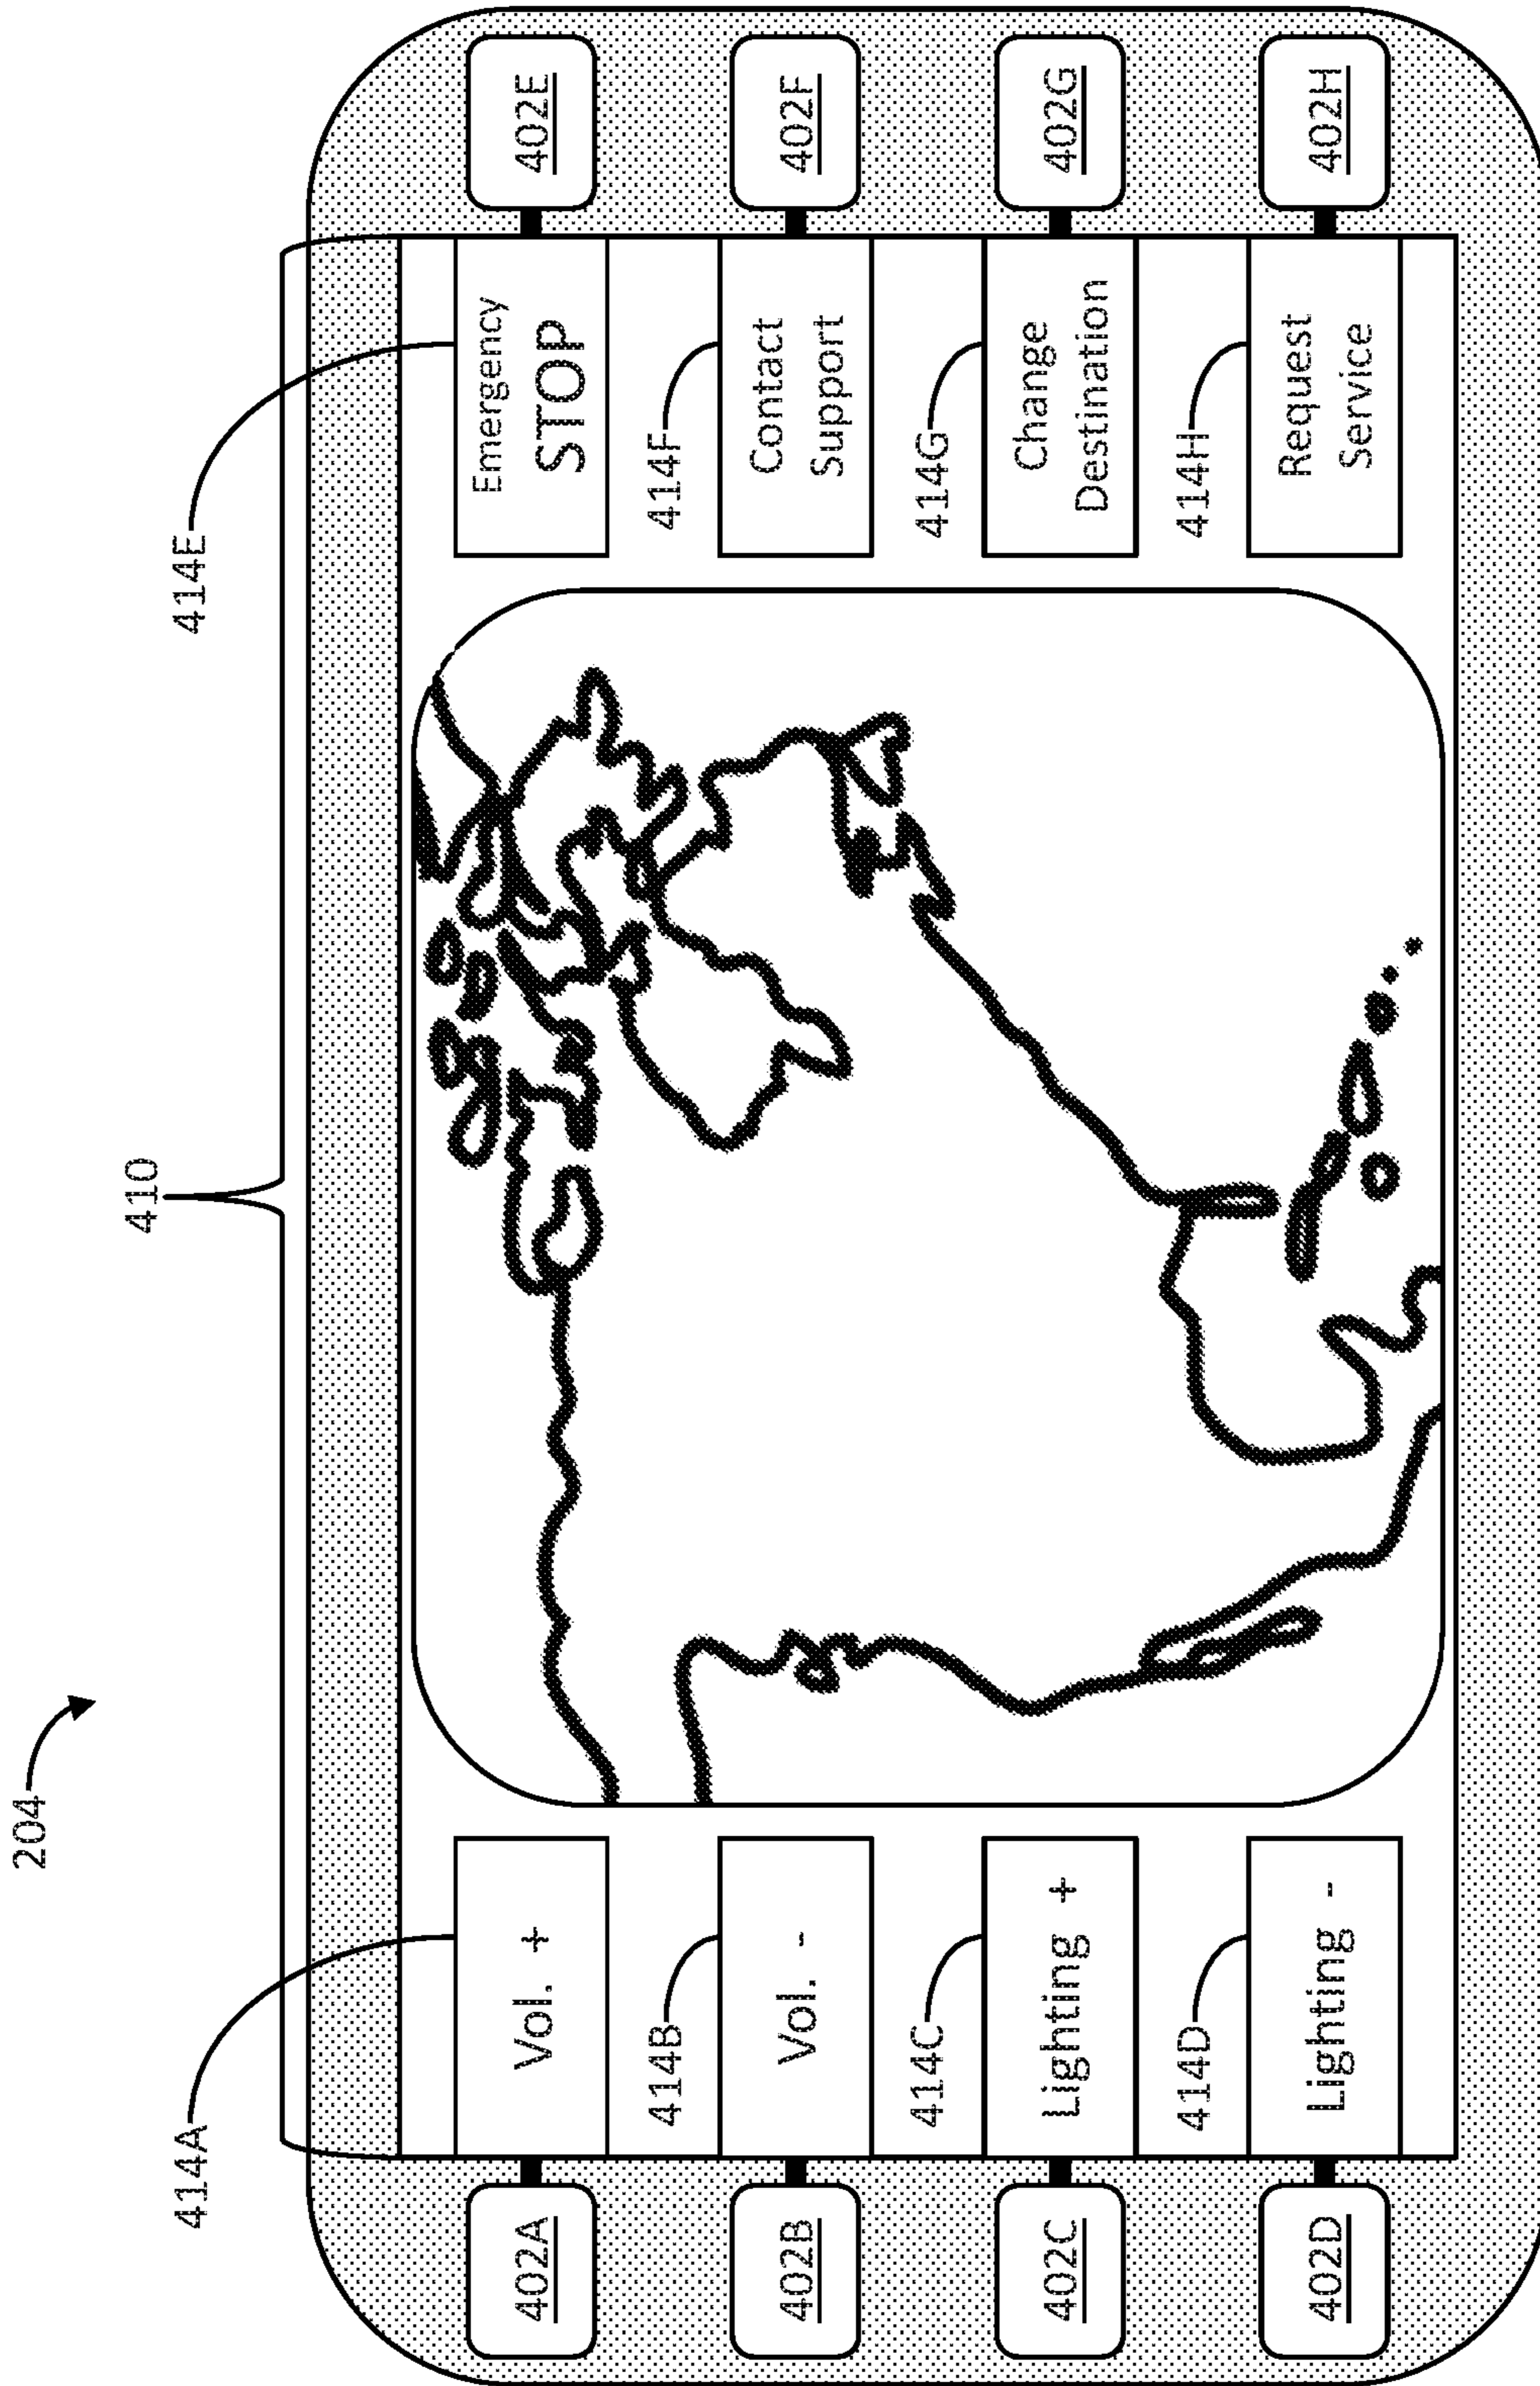 204
410
414A
414E
402A
Vol. +
Emergency
STOP
402E
414B
414F
402B
Vol. -
Contact
Support
402F
414C
414G
402C
Lighting +
Change
Destination
402G
414D
414H
402D
Lighting -
Request
Service
402H